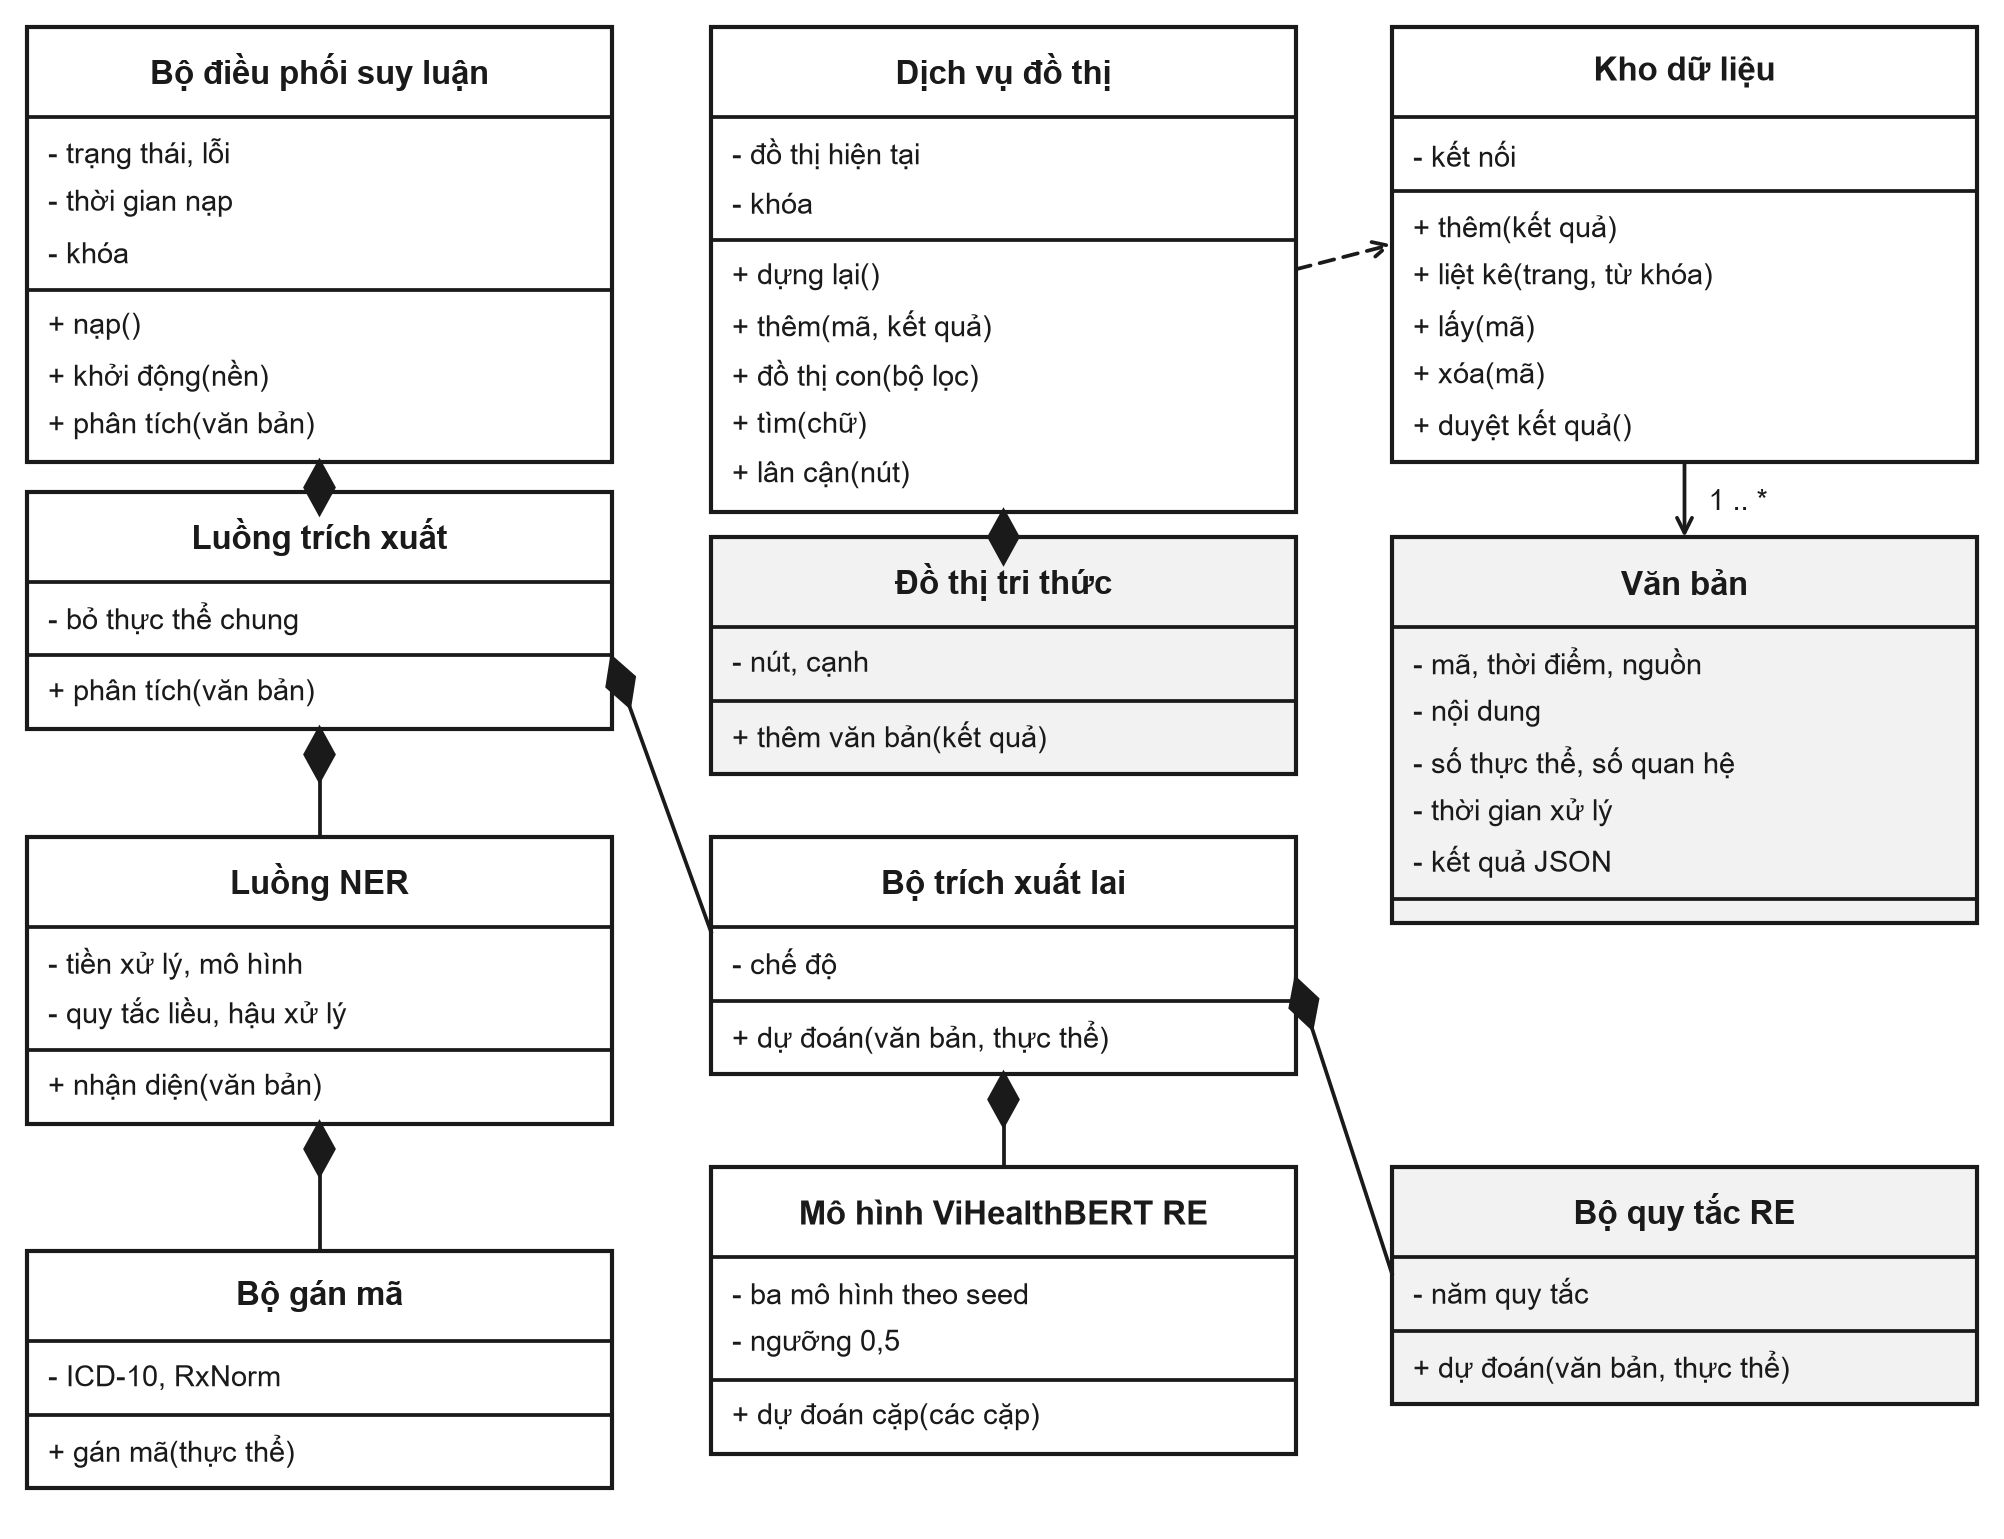 Bộ điều phối suy luận
- trạng thái, lỗi
- thời gian nạp
- khóa
+ nạp()
+ khởi động(nền)
+ phân tích(văn bản)
Dịch vụ đồ thị
- đồ thị hiện tại
- khóa
+ dựng lại()
+ thêm(mã, kết quả)
+ đồ thị con(bộ lọc)
+ tìm(chữ)
+ lân cận(nút)
Kho dữ liệu
- kết nối
+ thêm(kết quả)
+ liệt kê(trang, từ khóa)
+ lấy(mã)
+ xóa(mã)
+ duyệt kết quả()
1 .. *
Luồng trích xuất
- bỏ thực thể chung
+ phân tích(văn bản)
Đồ thị tri thức
- nút, cạnh
+ thêm văn bản(kết quả)
Văn bản
- mã, thời điểm, nguồn
- nội dung
- số thực thể, số quan hệ
- thời gian xử lý
- kết quả JSON
Luồng NER
- tiền xử lý, mô hình
- quy tắc liều, hậu xử lý
+ nhận diện(văn bản)
Bộ trích xuất lai
- chế độ
+ dự đoán(văn bản, thực thể)
Bộ gán mã
- ICD-10, RxNorm
+ gán mã(thực thể)
Mô hình ViHealthBERT RE
- ba mô hình theo seed
- ngưỡng 0,5
+ dự đoán cặp(các cặp)
Bộ quy tắc RE
- năm quy tắc
+ dự đoán(văn bản, thực thể)